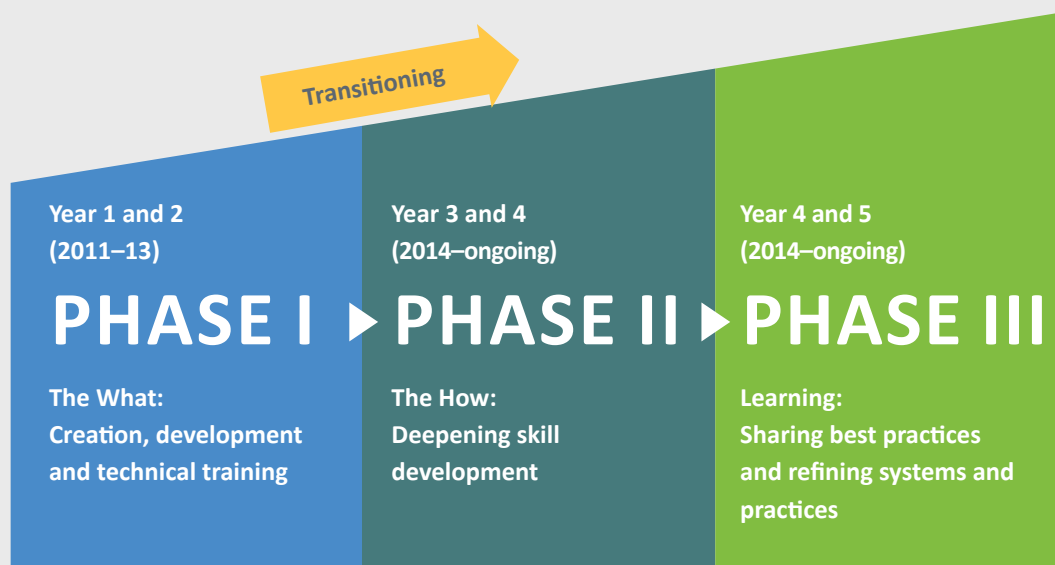 Transitioning
Year 1 and 2
(2011–13)
PHASE I
The What:
Creation, development
and technical training
Year 3 and 4
(2014–ongoing)
PHASE II
The How:
Deepening skill
development
Year 4 and 5
(2014–ongoing)
PHASE III
Learning:
Sharing best practices
and refining systems and
practices